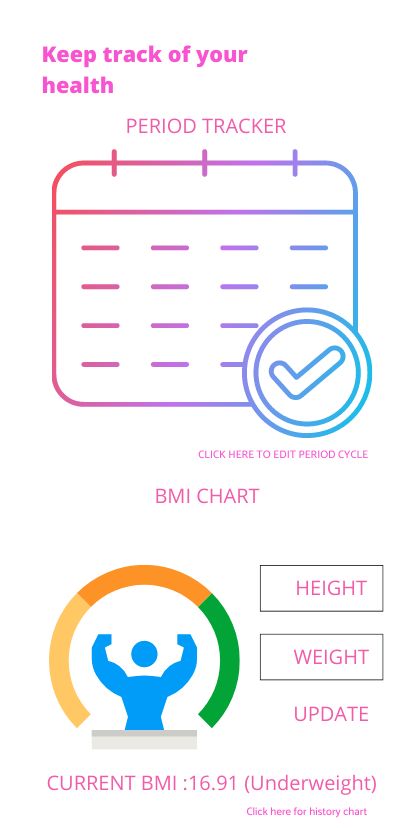 Keep track of your
health
PERIOD TRACKER
CLICK HERE TO EDIT PERIOD CYCLE
BMI CHART
HEIGHT
WEIGHT
UPDATE
CURRENT BMI :16.91 (Underweight)
Click here for history chart